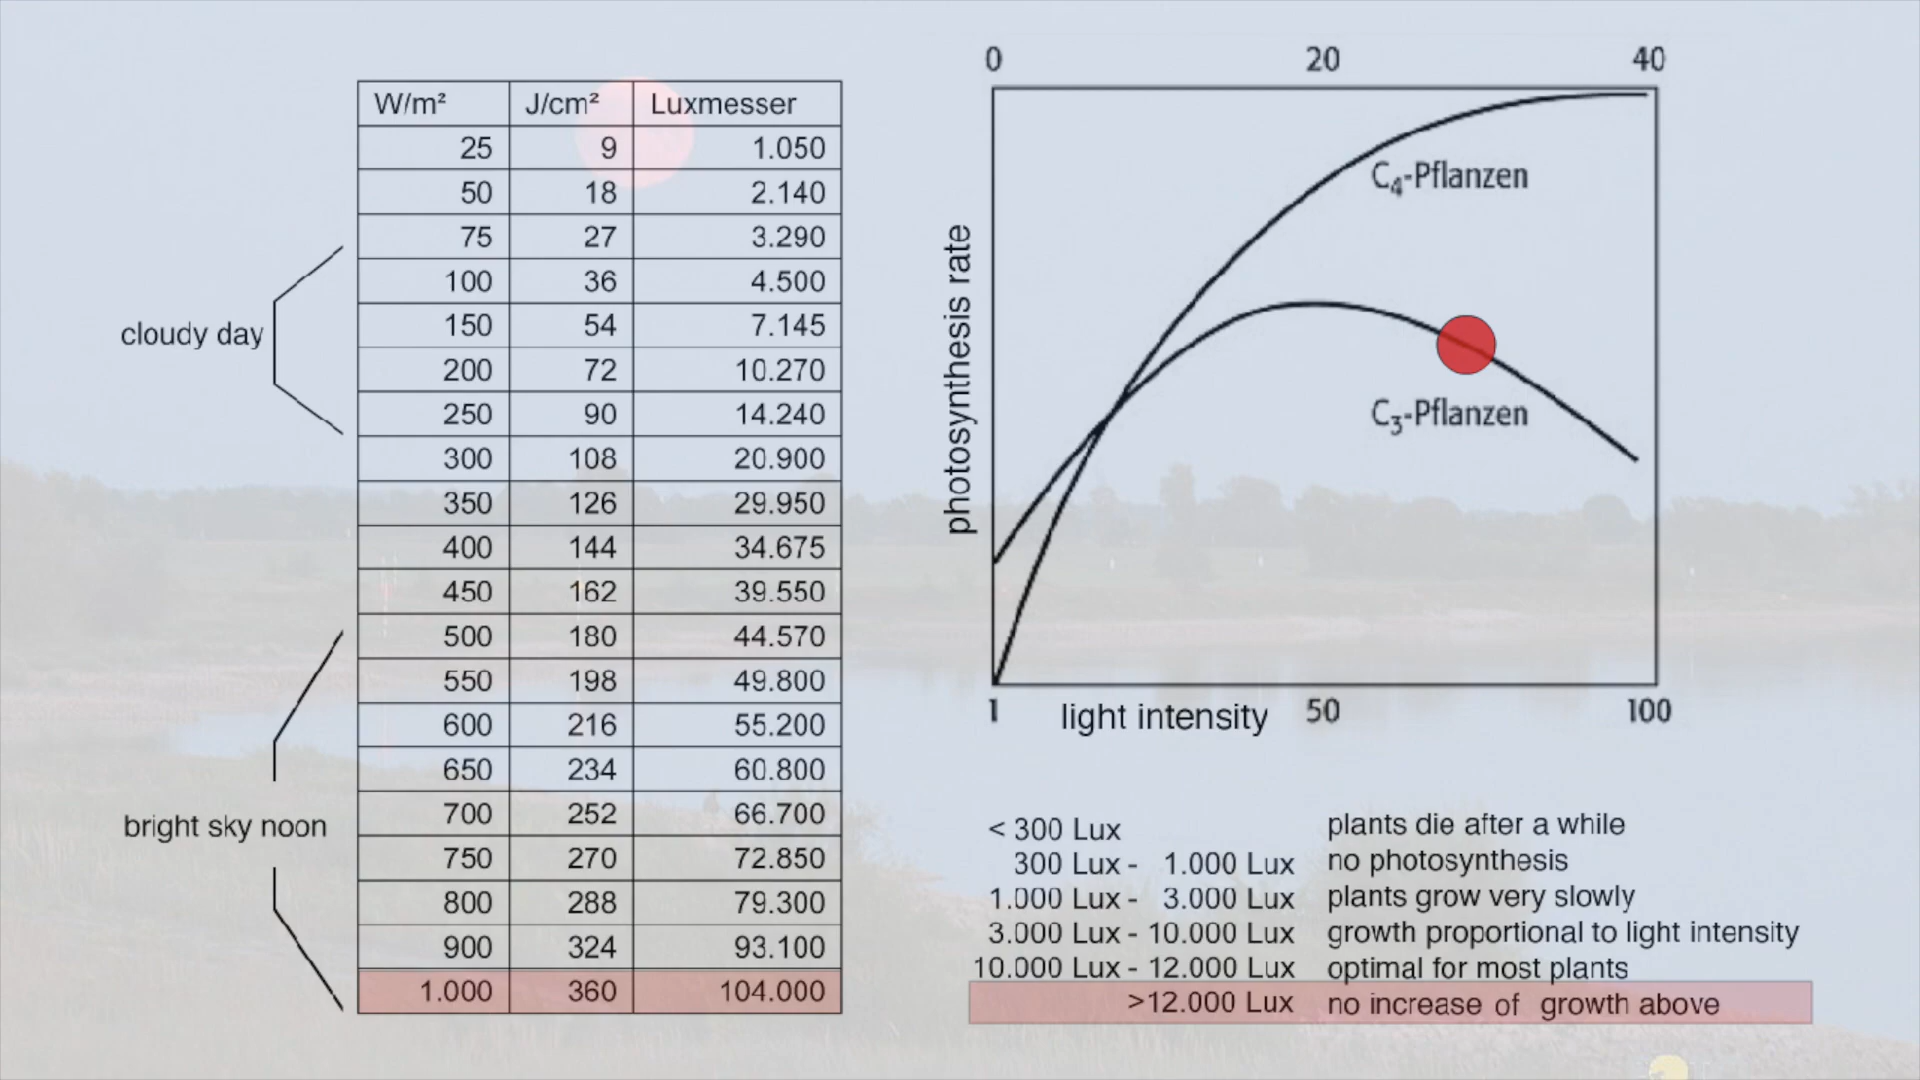 W/m² J/cm² Luxmesser
25 9 1.050
50 18 2.140
75 27 3.290
100 36 4.500
150 54 7.145
200 72 10.270
250 90 14.240
300 108 20.900
350 126 29.950
400 144 34.675
450 162 39.550
500 180 44.570
550 198 49.800
600 216 55.200
650 234 60.800
700 252 66.700
750 270 72.850
800 288 79.300
900 324 93.100
1.000 360 104.000
cloudy day
bright sky noon
0 20 40
C₄-Pflanzen
photosynthesis rate
C₃-Pflanzen
1 light intensity 50 100
< 300 Lux plants die after a while
300 Lux - 1.000 Lux no photosynthesis
1.000 Lux - 3.000 Lux plants grow very slowly
3.000 Lux - 10.000 Lux growth proportional to light intensity
10.000 Lux - 12.000 Lux optimal for most plants
>12.000 Lux no increase of growth above